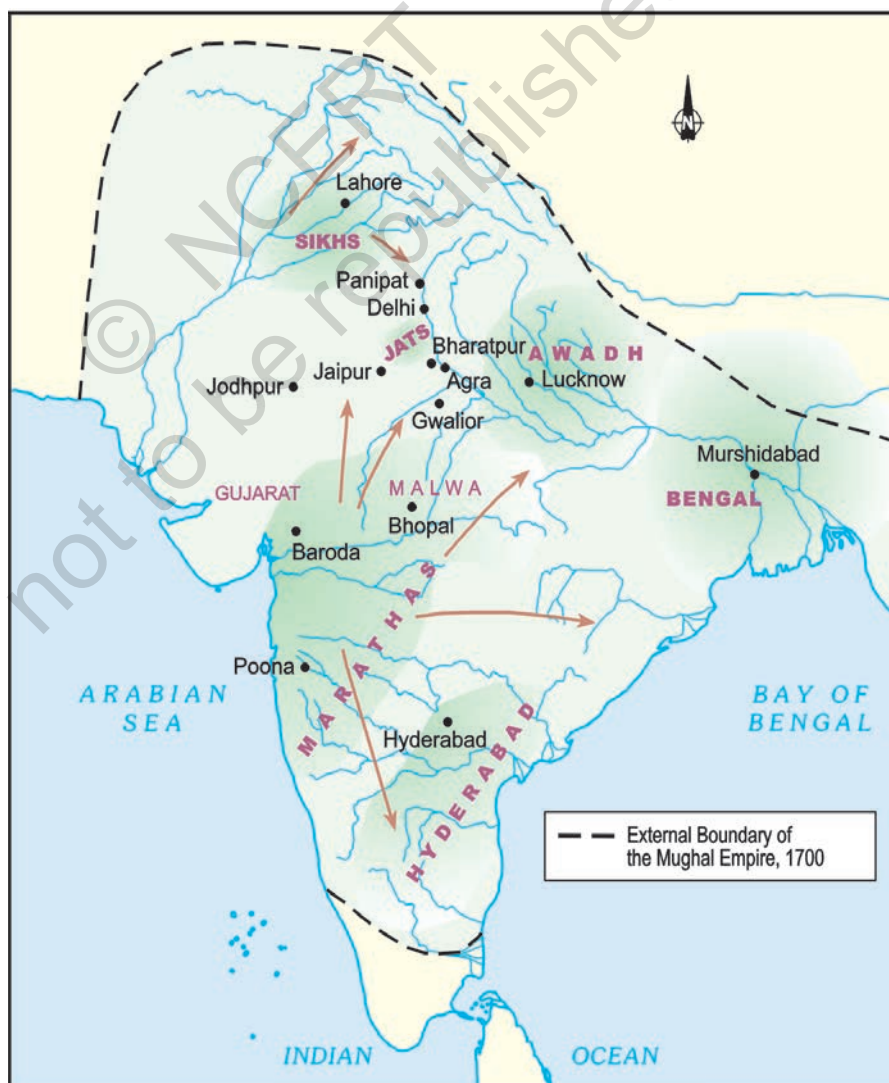 © NCERT
not to be republishe
N
Lahore
SIKHS
Panipat
Delhi
JATS
Bharatpur
AWADH
Jodhpur
Jaipur
Agra
Lucknow
Gwalior
Murshidabad
GUJARAT
MALWA
BENGAL
Bhopal
Baroda
MARATHAS
Poona
ARABIAN
SEA
BAY OF
BENGAL
Hyderabad
HYDERABAD
External Boundary of
the Mughal Empire, 1700
INDIAN
OCEAN